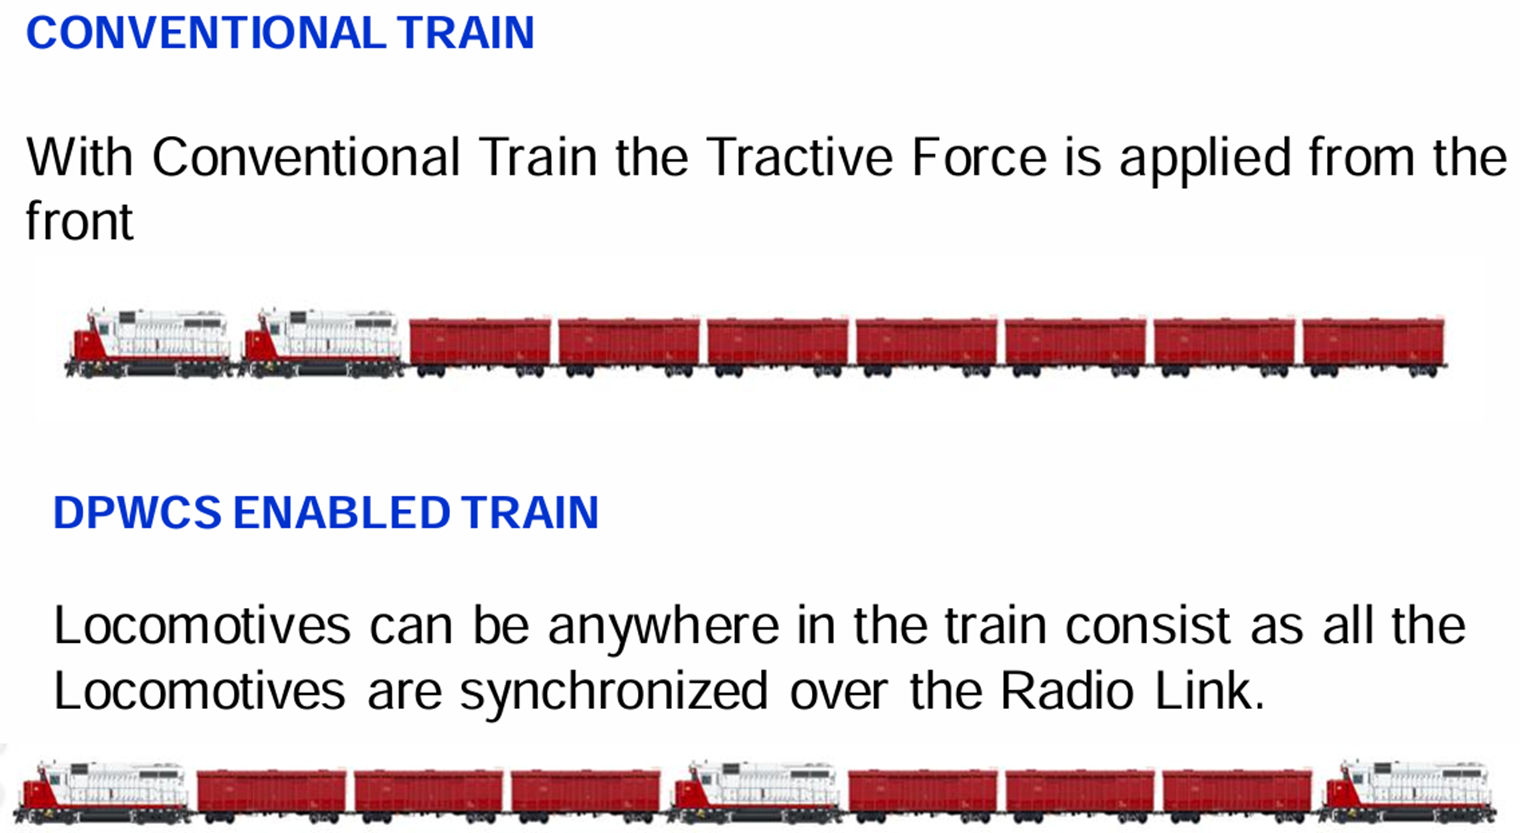 CONVENTIONAL TRAIN
With Conventional Train the Tractive Force is applied from the
front
DPWCS ENABLED TRAIN
Locomotives can be anywhere in the train consist as all the
Locomotives are synchronized over the Radio Link.